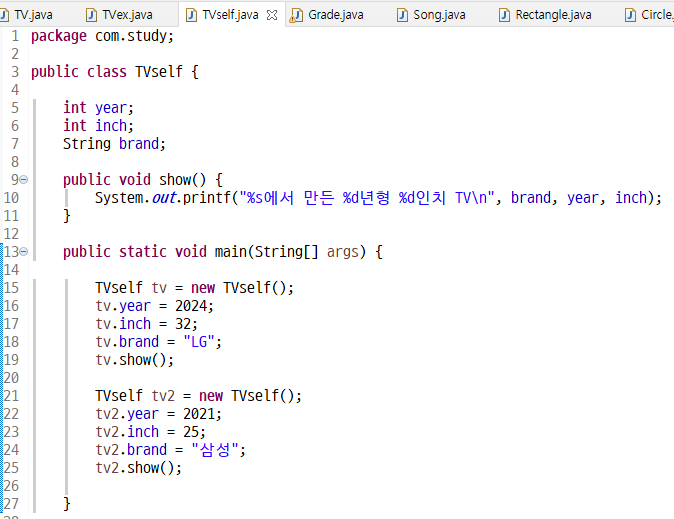 TV.java TVex.java TVself.java Grade.java Song.java Rectangle.java Circle.
1 package com.study;
2
3 public class TVself {
4
5 int year;
6 int inch;
7 String brand;
8
9 public void show() {
10 System.out.printf("%s에서 만든 %d년형 %d인치 TV\n", brand, year, inch);
11 }
12
13 public static void main(String[] args) {
14
15 TVself tv = new TVself();
16 tv.year = 2024;
17 tv.inch = 32;
18 tv.brand = "LG";
19 tv.show();
20
21 TVself tv2 = new TVself();
22 tv2.year = 2021;
23 tv2.inch = 25;
24 tv2.brand = "삼성";
25 tv2.show();
26
27 }